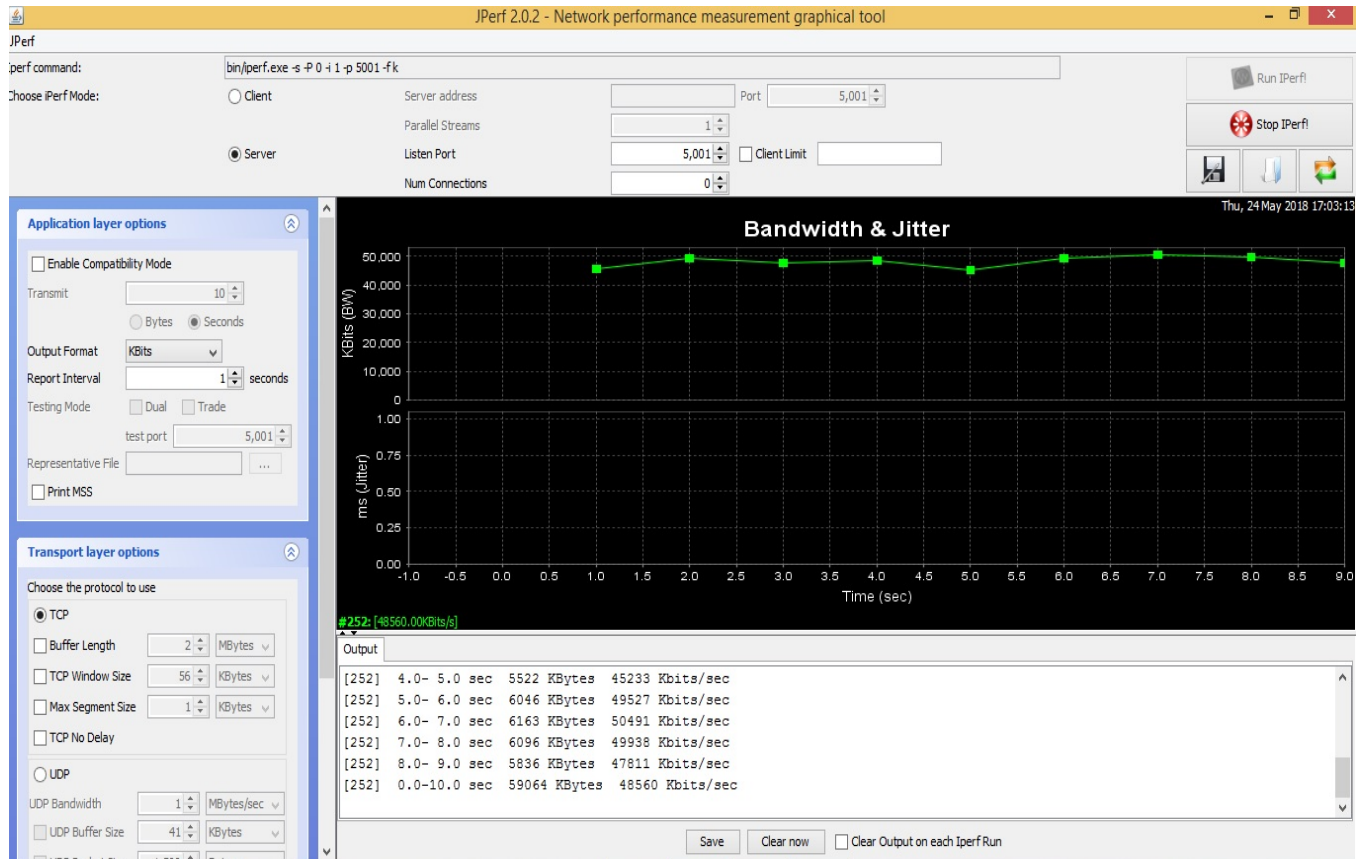 JPerf 2.0.2 - Network performance measurement graphical tool
JPerf
Iperf command:
bin/iperf.exe -s -P 0 -i 1 -p 5001 -f k
Choose iPerf Mode:
Client
Server address
Port
5,001
Parallel Streams
1
Server
Listen Port
5,001
Client Limit
Num Connections
0
Run IPerf!
Stop IPerf!
Application layer options
Enable Compatibility Mode
Transmit
10
Bytes
Seconds
Output Format
KBits
Report Interval
1
seconds
Testing Mode
Dual
Trade
test port
5,001
Representative File
...
Print MSS
Transport layer options
Choose the protocol to use
TCP
Buffer Length
2
MBytes
TCP Window Size
56
KBytes
Max Segment Size
1
KBytes
TCP No Delay
UDP
UDP Bandwidth
1
MBytes/sec
UDP Buffer Size
41
KBytes
Thu, 24 May 2018 17:03:13
Bandwidth & Jitter
KBits (BW)
50,000
40,000
30,000
20,000
10,000
0
ms (Jitter)
1.00
0.75
0.50
0.25
0.00
-1.0 -0.5 0.0 0.5 1.0 1.5 2.0 2.5 3.0 3.5 4.0 4.5 5.0 5.5 6.0 6.5 7.0 7.5 8.0 8.5 9.0
Time (sec)
#252: [48560.00KBits/s]
Output
[252] 4.0- 5.0 sec 5522 KBytes 45233 Kbits/sec
[252] 5.0- 6.0 sec 6046 KBytes 49527 Kbits/sec
[252] 6.0- 7.0 sec 6163 KBytes 50491 Kbits/sec
[252] 7.0- 8.0 sec 6096 KBytes 49938 Kbits/sec
[252] 8.0- 9.0 sec 5836 KBytes 47811 Kbits/sec
[252] 0.0-10.0 sec 59064 KBytes 48560 Kbits/sec
Save
Clear now
Clear Output on each Iperf Run